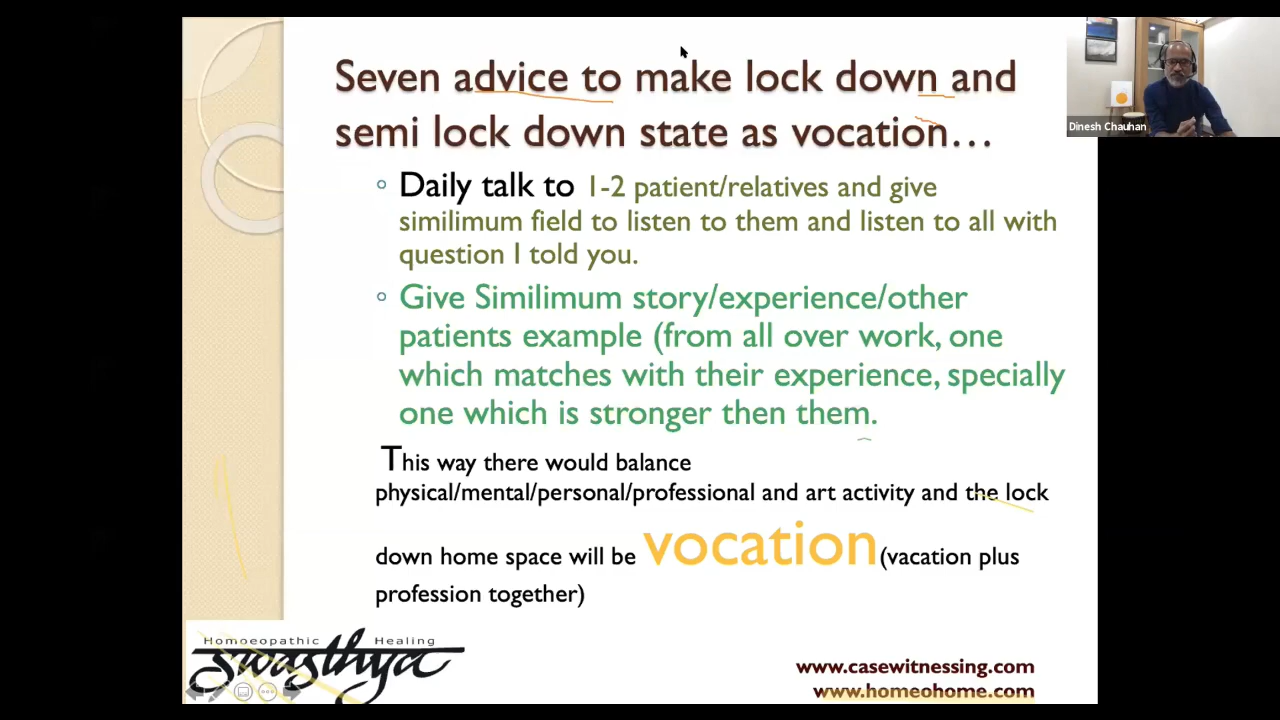 Seven advice to make lock down and
semi lock down state as vocation...
Daily talk to 1-2 patient/relatives and give
similimum field to listen to them and listen to all with
question I told you.
Give Similimum story/experience/other
patients example (from all over work, one
which matches with their experience, specially
one which is stronger then them.
This way there would balance
physical/mental/personal/professional and art activity and the lock
down home space will be vocation(vacation plus
profession together)
Homoeopathic Healing
swasthya
www.casewitnessing.com
www.homeohome.com
Dinesh Chauhan